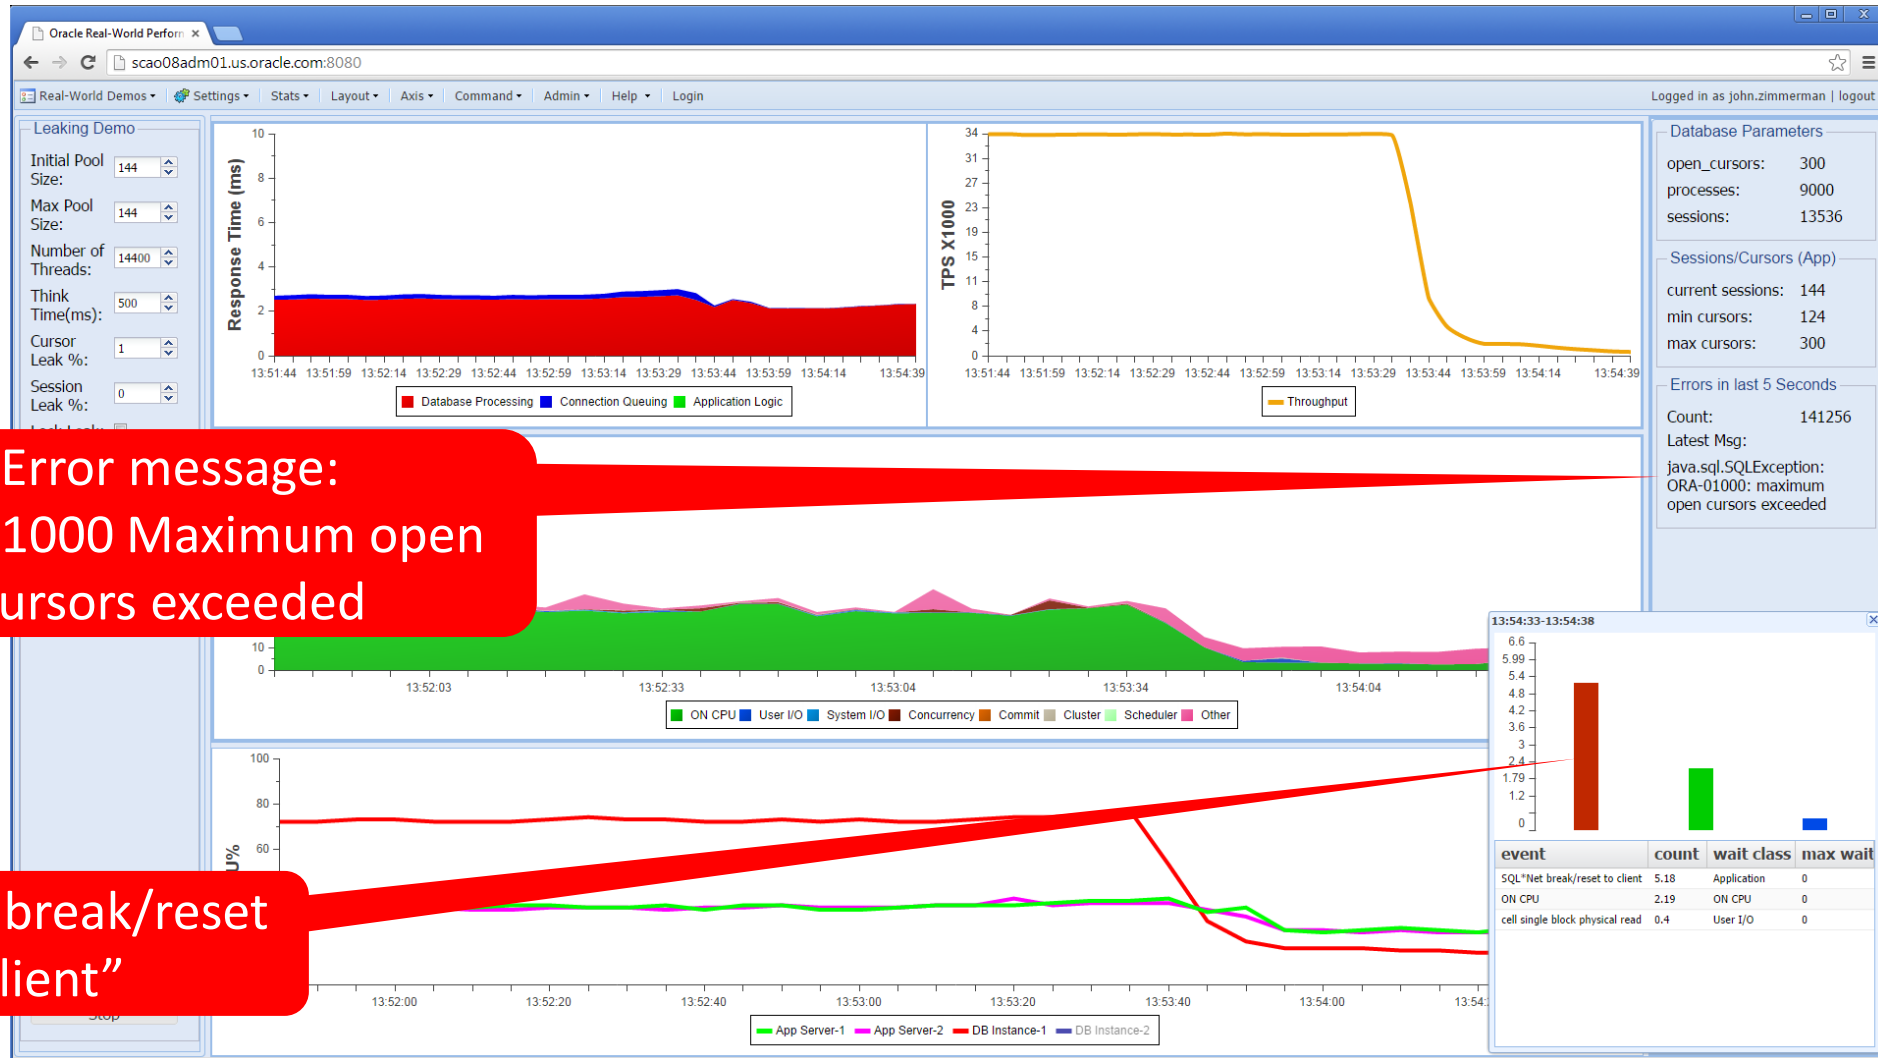 Oracle Real-World Perforn ×
scao08adm01.us.oracle.com:8080
Real-World Demos Settings Stats Layout Axis Command Admin Help Login
Logged in as john.zimmerman | logout
Leaking Demo
Initial Pool
Size:
144
Max Pool
Size:
144
Number of
Threads:
14400
Think
Time(ms):
500
Cursor
Leak %:
1
Session
Leak %:
0
10
8
6
4
2
0
Response Time (ms)
13:51:44 13:51:59 13:52:14 13:52:29 13:52:44 13:52:59 13:53:14 13:53:29 13:53:44 13:53:59 13:54:14 13:54:39
Database Processing Connection Queuing Application Logic
34
31
27
23
19
15
11
8
4
0
TPS X1000
13:51:44 13:51:59 13:52:14 13:52:29 13:52:44 13:52:59 13:53:14 13:53:29 13:53:44 13:53:59 13:54:14 13:54:39
Throughput
Database Parameters
open_cursors: 300
processes: 9000
sessions: 13536
Sessions/Cursors (App)
current sessions: 144
min cursors: 124
max cursors: 300
Errors in last 5 Seconds
Count: 141256
Latest Msg:
java.sql.SQLException:
ORA-01000: maximum
open cursors exceeded
Error message:
1000 Maximum open
ursors exceeded
10
0
13:52:03 13:52:33 13:53:04 13:53:34 13:54:04
ON CPU User I/O System I/O Concurrency Commit Cluster Scheduler Other
100
80
60
U%
break/reset
lient”
Stop
13:52:00 13:52:20 13:52:40 13:53:00 13:53:20 13:53:40 13:54:00 13:54:
App Server-1 App Server-2 DB Instance-1 DB Instance-2
13:54:33-13:54:38
6.6
5.99
5.4
4.8
4.2
3.6
3
2.4
1.79
1.2
0
event count wait class max wait
SQL*Net break/reset to client 5.18 Application 0
ON CPU 2.19 ON CPU 0
cell single block physical read 0.4 User I/O 0